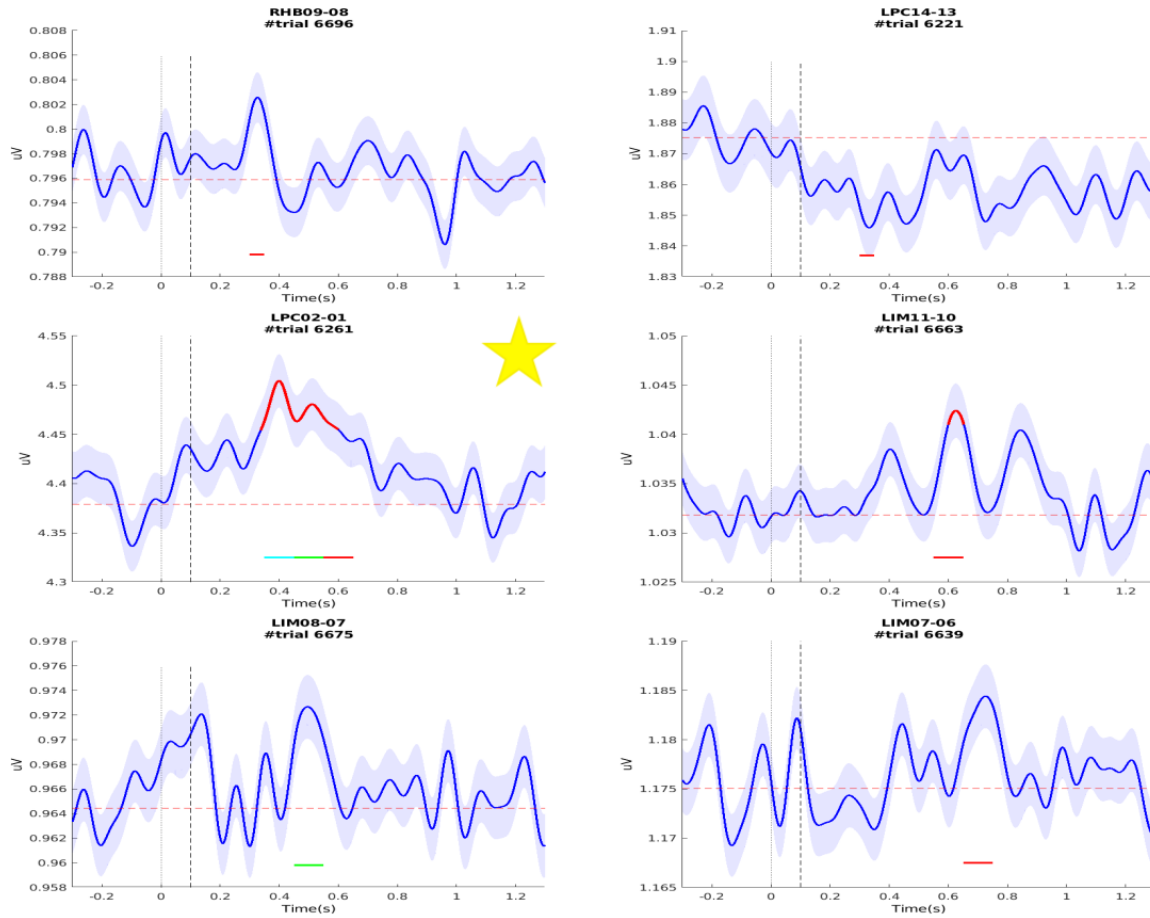 RHB09-08
#trial 6696
0.808
0.806
0.804
0.802
0.8
0.798
0.796
0.794
0.792
0.79
0.788
uV
-0.2 0 0.2 0.4 0.6 0.8 1 1.2
Time(s)
LPC14-13
#trial 6221
1.91
1.9
1.89
1.88
1.87
1.86
1.85
1.84
1.83
uV
-0.2 0 0.2 0.4 0.6 0.8 1 1.2
Time(s)
LPC02-01
#trial 6261
4.55
4.5
4.45
4.4
4.35
4.3
uV
-0.2 0 0.2 0.4 0.6 0.8 1 1.2
Time(s)
LIM11-10
#trial 6663
1.05
1.045
1.04
1.035
1.03
1.025
uV
-0.2 0 0.2 0.4 0.6 0.8 1 1.2
Time(s)
LIM08-07
#trial 6675
0.978
0.976
0.974
0.972
0.97
0.968
0.966
0.964
0.962
0.96
0.958
uV
-0.2 0 0.2 0.4 0.6 0.8 1 1.2
Time(s)
LIM07-06
#trial 6639
1.19
1.185
1.18
1.175
1.17
1.165
uV
-0.2 0 0.2 0.4 0.6 0.8 1 1.2
Time(s)